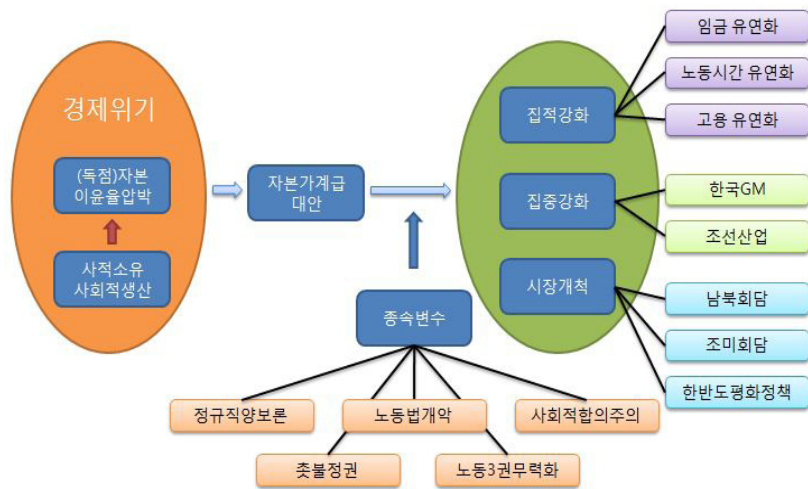 경제위기
(독점)자본
이윤율압박
사적소유
사회적생산
자본가계급
대안
종속변수
정규직양보론
노동법개악
사회적합의주의
촛불정권
노동3권무력화
집적강화
집중강화
시장개척
임금 유연화
노동시간 유연화
고용 유연화
한국GM
조선산업
남북회담
조미회담
한반도평화정책